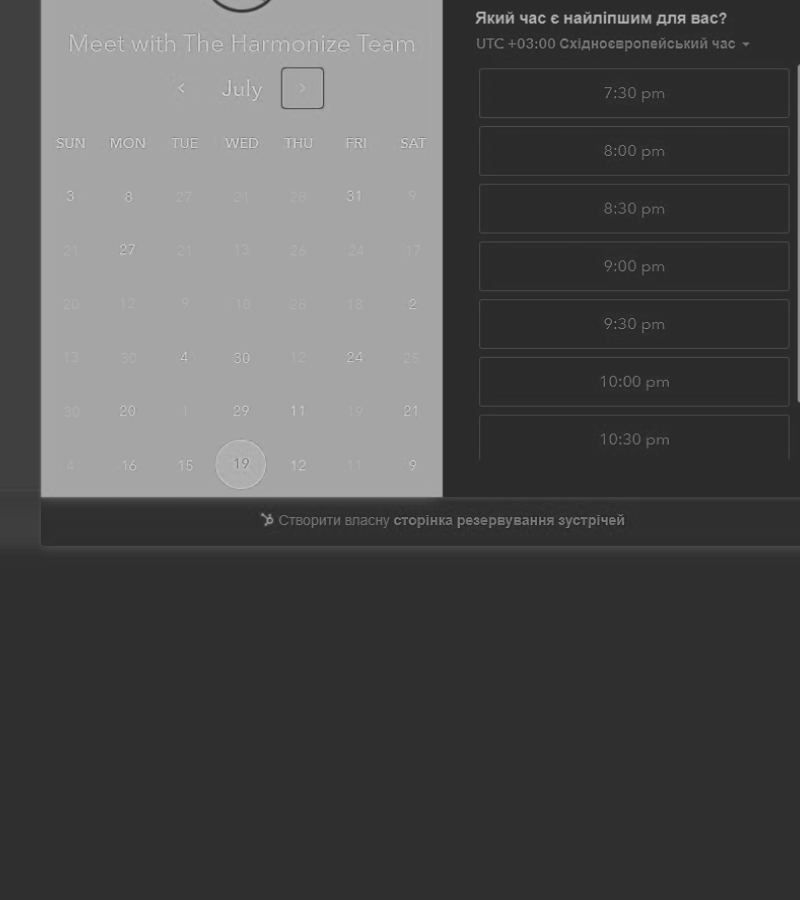 Meet with The Harmonize Team
July
SUN MON TUE WED THU FRI SAT
3 8 27 21 28 31 9
21 27 21 13 26 24 17
20 12 9 10 28 18 2
13 30 4 30 12 24 25
30 20 1 29 11 19 21
4 16 15 19 12 11 9
Який час є найліпшим для вас?
UTC +03:00 Східноєвропейський час
7:30 pm
8:00 pm
8:30 pm
9:00 pm
9:30 pm
10:00 pm
10:30 pm
Створити власну сторінка резервування зустрічей